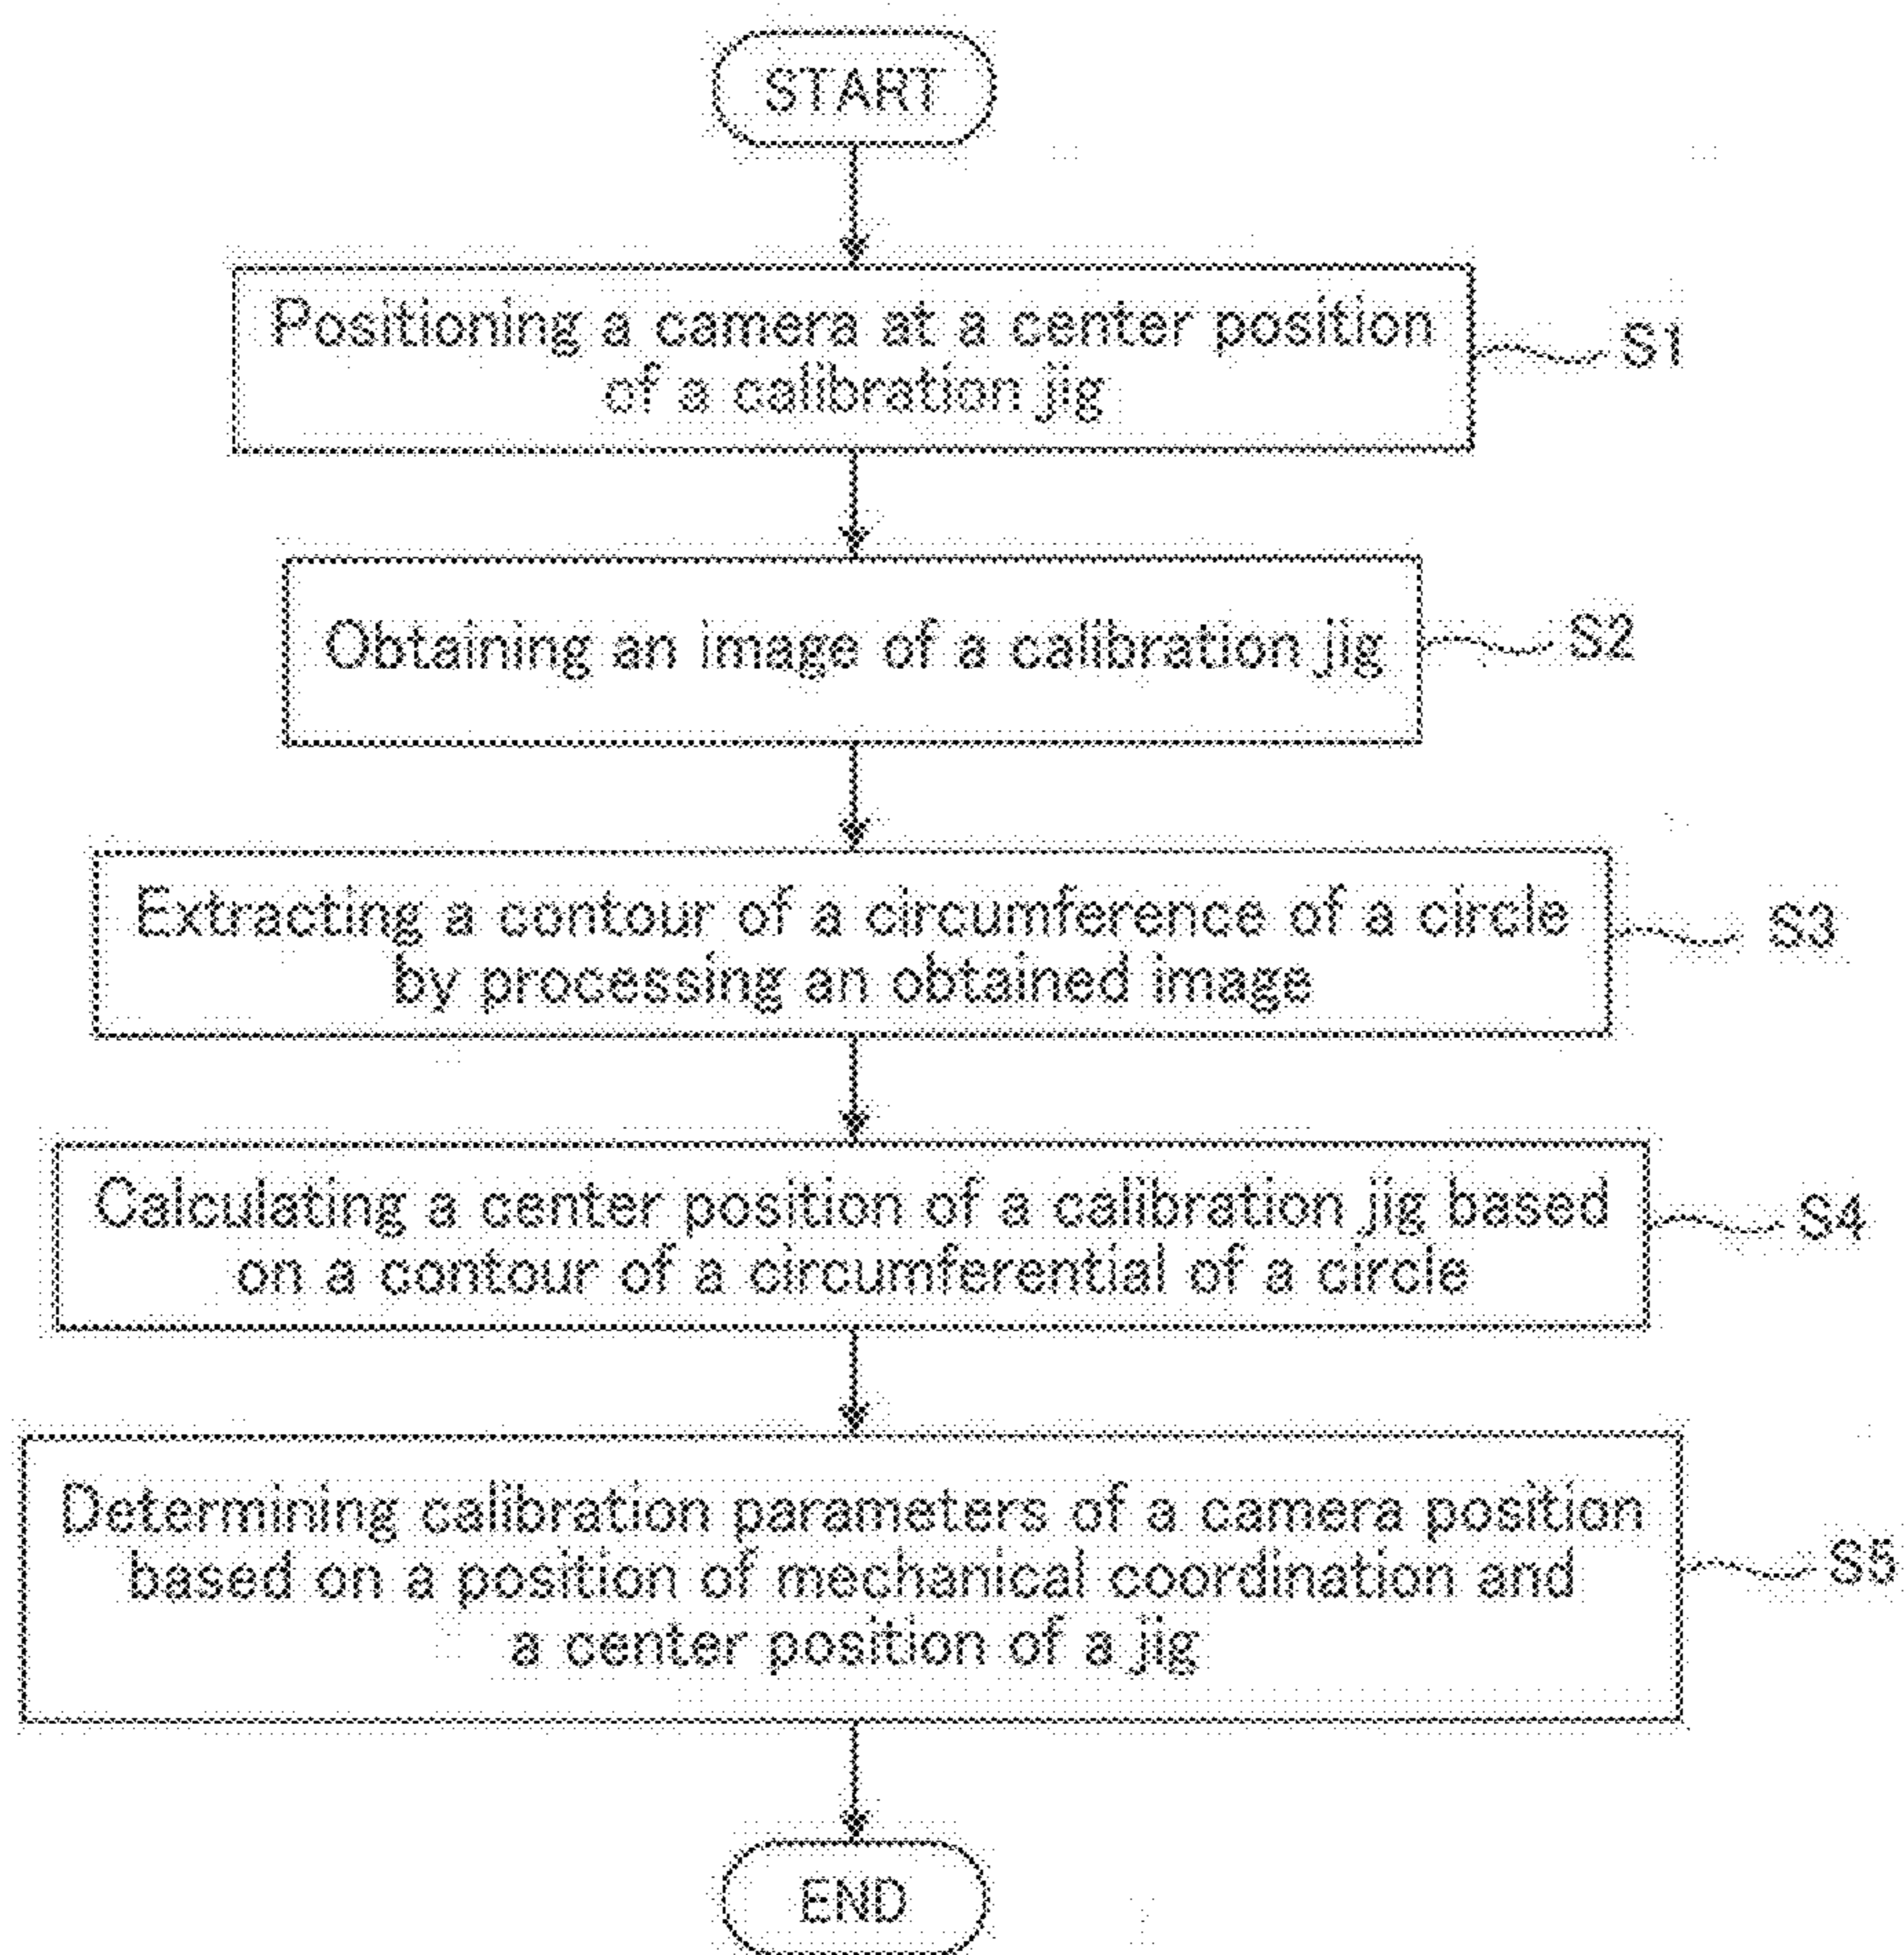 START
Positioning a camera at a center position
of a calibration jig
S1
Obtaining an image of a calibration jig
S2
Extracting a contour of a circumference of a circle
by processing an obtained image
S3
Calculating a center position of a calibration jig based
on a contour of a circumferential of a circle
S4
Determining calibration parameters of a camera position
based on a position of mechanical coordination and
a center position of a jig
S5
END